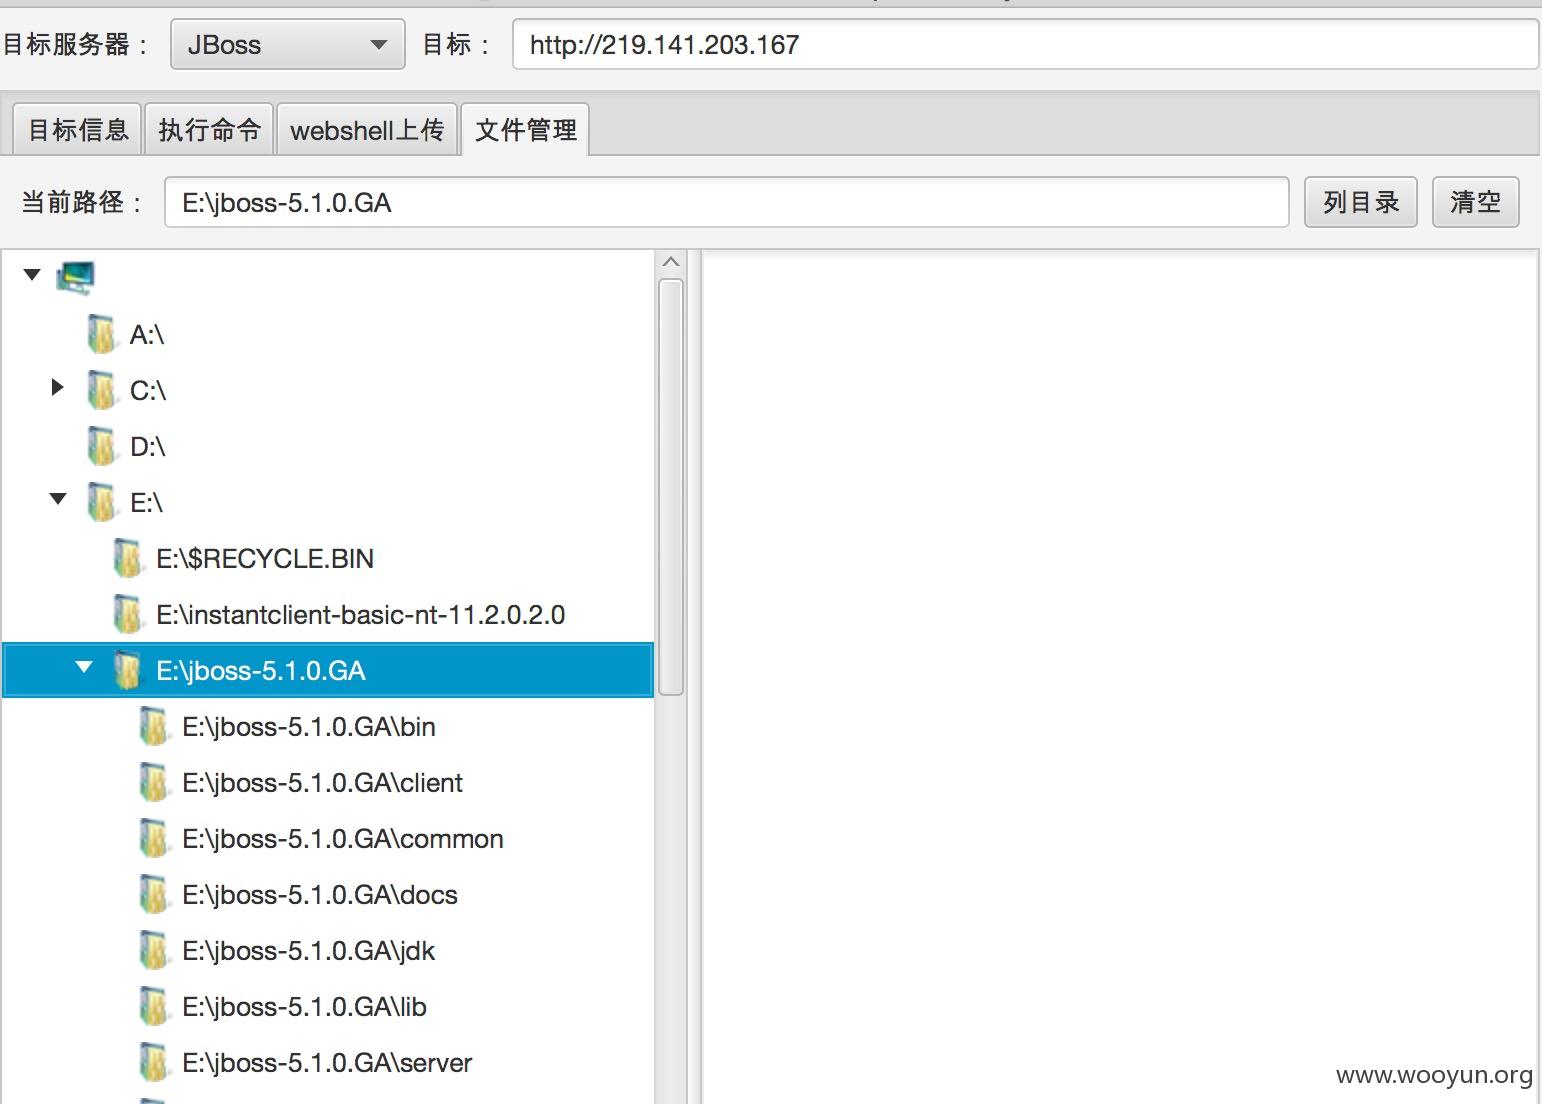 目标服务器： JBoss 目标： http://219.141.203.167
目标信息 执行命令 webshell上传 文件管理
当前路径： E:\jboss-5.1.0.GA 列目录 清空
A:\
C:\
D:\
E:\
E:\$RECYCLE.BIN
E:\instantclient-basic-nt-11.2.0.2.0
E:\jboss-5.1.0.GA
E:\jboss-5.1.0.GA\bin
E:\jboss-5.1.0.GA\client
E:\jboss-5.1.0.GA\common
E:\jboss-5.1.0.GA\docs
E:\jboss-5.1.0.GA\jdk
E:\jboss-5.1.0.GA\lib
E:\jboss-5.1.0.GA\server
www.wooyun.org